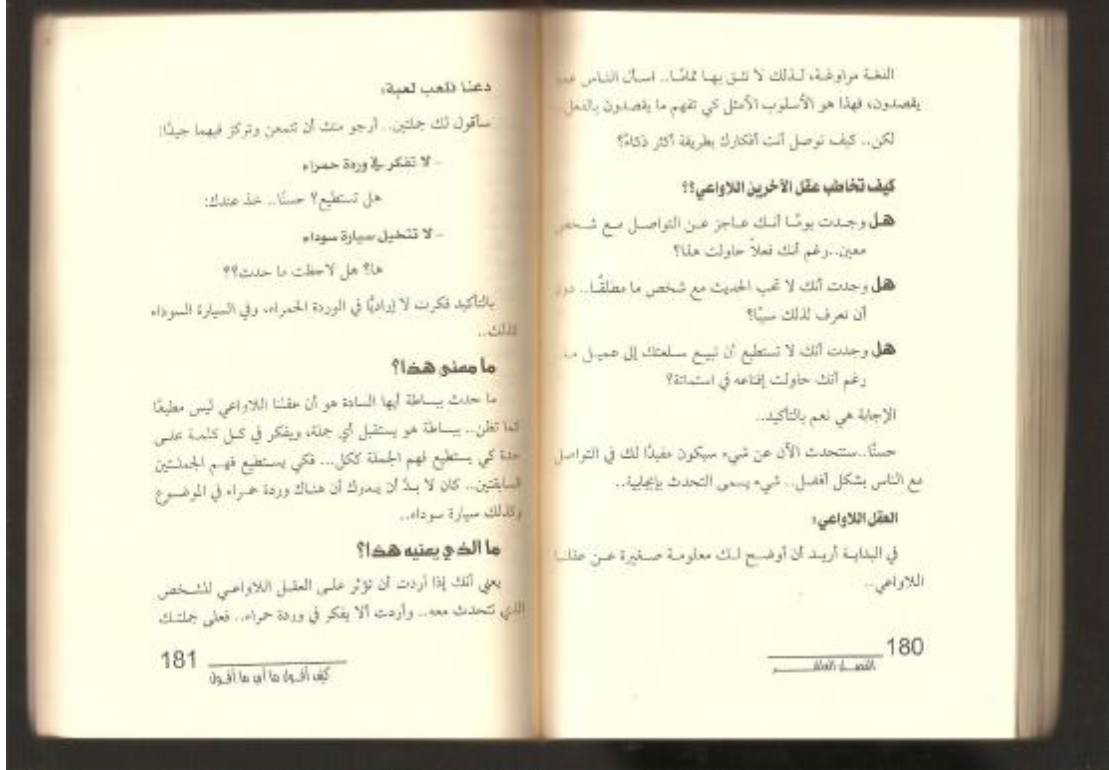 اللغة مراوغة، لذلك لا تثق بها تمامًا.. اسأل الناس عما
يقصدون، فهذا هو الأسلوب الأمثل كي تفهم ما يقصدون بالفعل..
لكن.. كيف توصل أنت أفكارك بطريقة أكثر ذكاءً؟
كيف تخاطب عقل الآخرين اللاواعي؟؟
هل وجدت يومًا أنك عاجز عن التواصل مع شخص
معين..رغم أنك فعلاً حاولت هذا؟
هل وجدت أنك لا تحب الحديث مع شخص ما مطلقًا.. دون
أن تعرف لذلك سببًا؟
هل وجدت أنك لا تستطيع أن تبيع سلعتك إلى عميل ما..
رغم أنك حاولت إقناعه في استماتة؟
الإجابة هي نعم بالتأكيد..
حسنًا..سنتحدث الآن عن شيء سيكون مفيدًا لك في التواصل
مع الناس بشكل أفضل.. شيء يسمى التحدث بإيجابية..
العقل اللاواعي:
في البداية أريد أن أوضح لك معلومة صغيرة عن عقلنا
اللاواعي..
180
الفصل العاشر
دعنا نلعب لعبة:
سأقول لك جملتين.. أرجو منك أن تتمعن وتركز فيهما جيدًا:
- لا تفكر في وردة حمراء
هل تستطيع؟ حسنًا.. خذ عندك:
- لا تتخيل سيارة سوداء
ها؟ هل لاحظت ما حدث؟؟
بالتأكيد فكرت لا إراديًّا في الوردة الحمراء، وفي السيارة السوداء
كذلك..
ما معنى هذا؟
ما حدث ببساطة أيها السادة هو أن عقلنا اللاواعي ليس مطيعًا
كما تظن.. ببساطة هو يستقبل أي جملة، ويفكر في كل كلمة على
حدة كي يستطيع فهم الجملة ككل... فكي يستطيع فهم الجملتين
السابقتين.. كان لا بدّ أن يدرك أن هناك وردة حمراء في الموضوع
وكذلك سيارة سوداء..
ما الذي يعنيه هذا؟
يعني أنك إذا أردت أن تؤثر على العقل اللاواعي للشخص
الذي تتحدث معه.. وأردت ألا يفكر في وردة حمراء.. فعلى جملتك
181
كيف أقول ما أريد